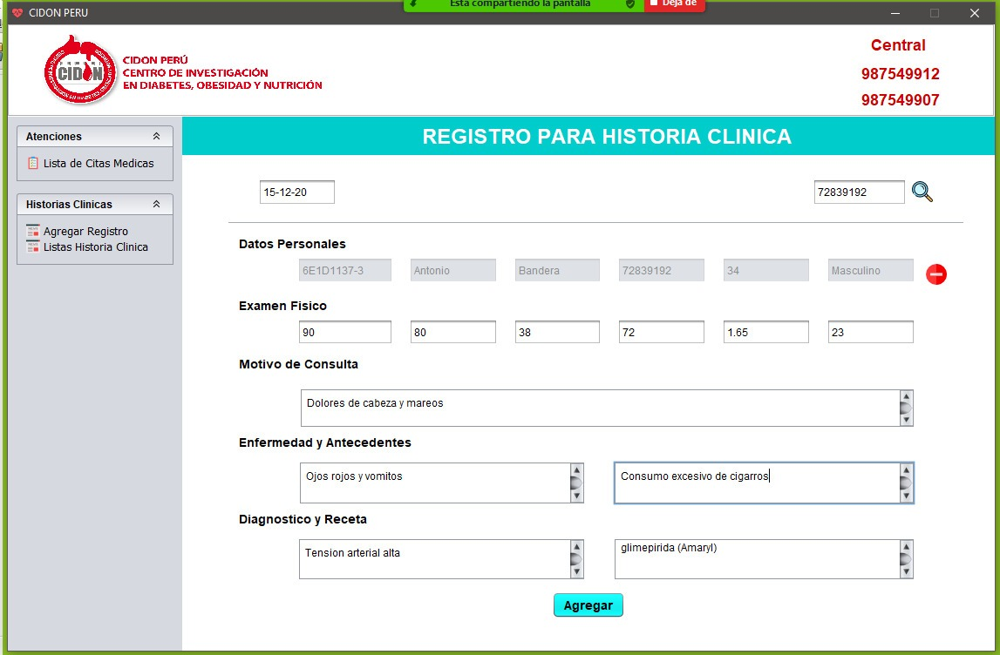 Está compartiendo la pantalla
Deja de
CIDON PERU
CIDON
CIDON PERÚ
CENTRO DE INVESTIGACIÓN
EN DIABETES, OBESIDAD Y NUTRICIÓN
Central
987549912
987549907
Atenciones
Lista de Citas Medicas
Historias Clinicas
Agregar Registro
Listas Historia Clinica
REGISTRO PARA HISTORIA CLINICA
15-12-20
72839192
Datos Personales
6E1D1137-3 Antonio Bandera 72839192 34 Masculino
Examen Fisico
90 80 38 72 1.65 23
Motivo de Consulta
Dolores de cabeza y mareos
Enfermedad y Antecedentes
Ojos rojos y vomitos
Consumo excesivo de cigarros
Diagnostico y Receta
Tension arterial alta
glimepirida (Amaryl)
Agregar